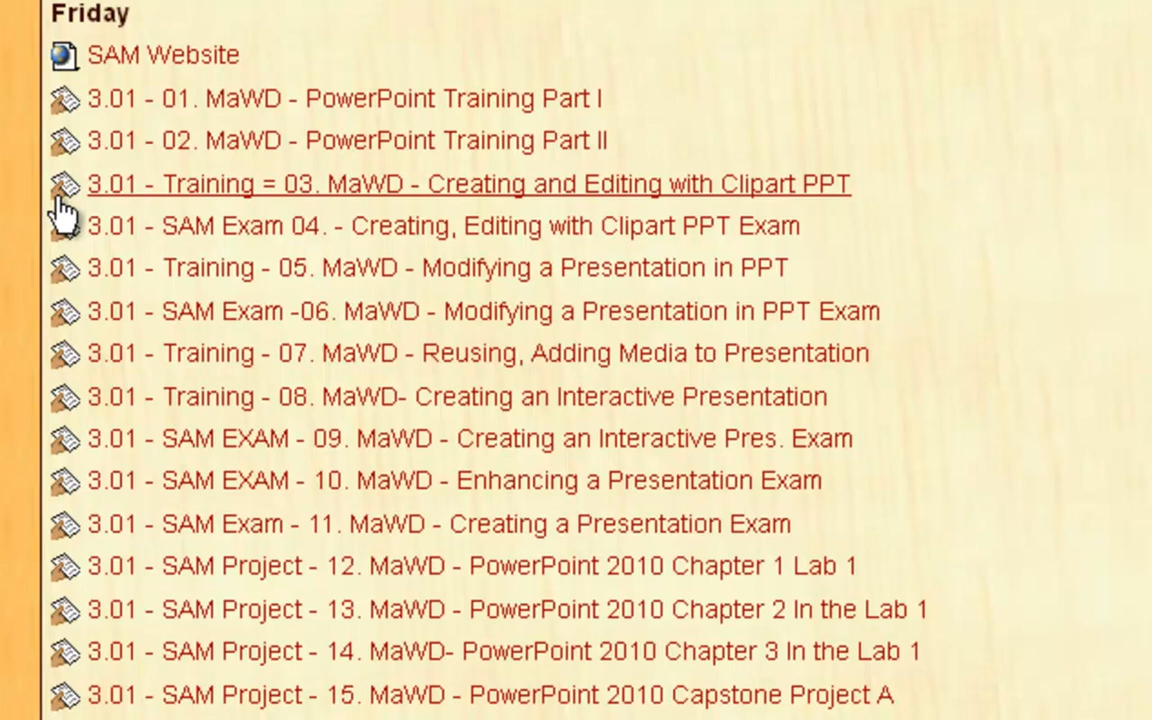 Friday
SAM Website
3.01 - 01. MaWD - PowerPoint Training Part I
3.01 - 02. MaWD - PowerPoint Training Part II
3.01 - Training = 03. MaWD - Creating and Editing with Clipart PPT
3.01 - SAM Exam 04. - Creating, Editing with Clipart PPT Exam
3.01 - Training - 05. MaWD - Modifying a Presentation in PPT
3.01 - SAM Exam -06. MaWD - Modifying a Presentation in PPT Exam
3.01 - Training - 07. MaWD - Reusing, Adding Media to Presentation
3.01 - Training - 08. MaWD- Creating an Interactive Presentation
3.01 - SAM EXAM - 09. MaWD - Creating an Interactive Pres. Exam
3.01 - SAM EXAM - 10. MaWD - Enhancing a Presentation Exam
3.01 - SAM Exam - 11. MaWD - Creating a Presentation Exam
3.01 - SAM Project - 12. MaWD - PowerPoint 2010 Chapter 1 Lab 1
3.01 - SAM Project - 13. MaWD - PowerPoint 2010 Chapter 2 In the Lab 1
3.01 - SAM Project - 14. MaWD- PowerPoint 2010 Chapter 3 In the Lab 1
3.01 - SAM Project - 15. MaWD - PowerPoint 2010 Capstone Project A